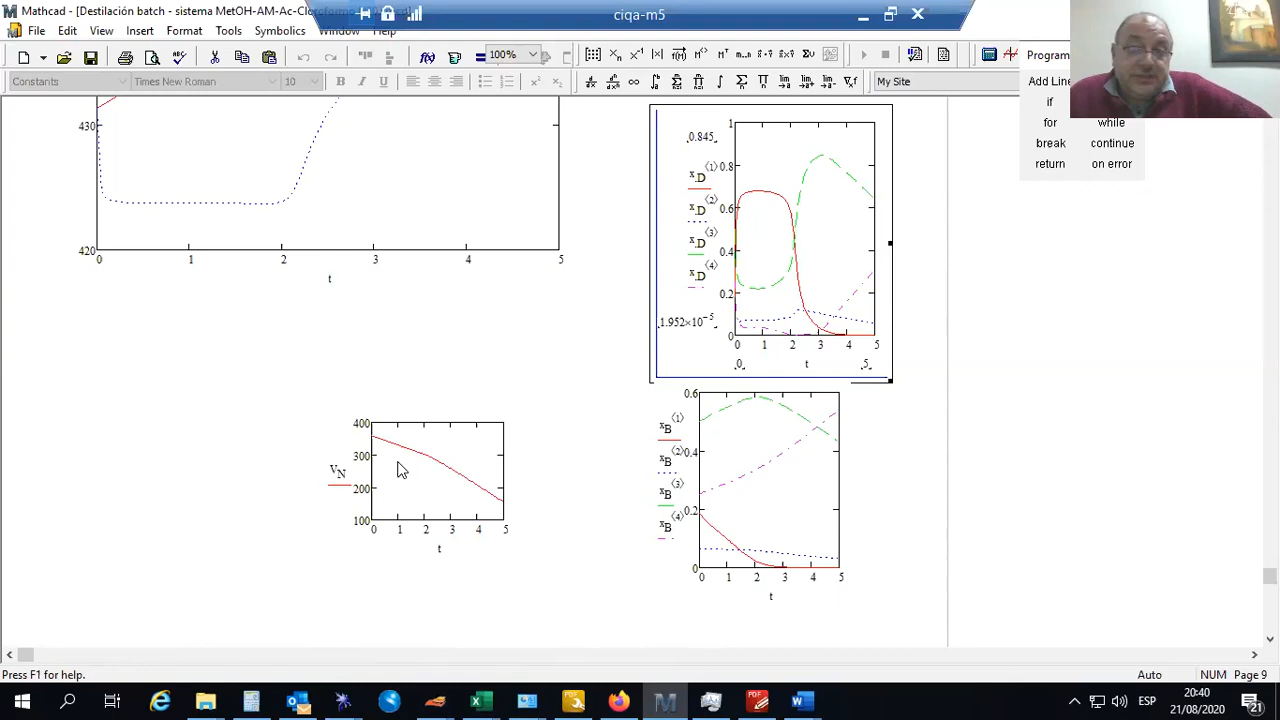 Mathcad - [Destilación batch - sistema MetOH-AM-Ac-Cloroformo
ciqa-m5
File Edit View Insert Format Tools Symbolics Window Help
100%
Constants Times New Roman 10
My Site
Program
Add Line
if
for while
break continue
return on error
430
420
0 1 2 3 4 5
t
0.845
x.D⟨1⟩
x.D⟨2⟩
x.D⟨3⟩
x.D⟨4⟩
1.952×10⁻⁵
1
0.8
0.6
0.4
0.2
0
0 1 2 3 4 5
0 t 5
400
300
200
100
V_N
0 1 2 3 4 5
t
x_B⟨1⟩
x_B⟨2⟩
x_B⟨3⟩
x_B⟨4⟩
0.6
0.4
0.2
0
0 1 2 3 4 5
t
Press F1 for help.
Auto NUM Page 9
ESP
20:40
21/08/2020
21